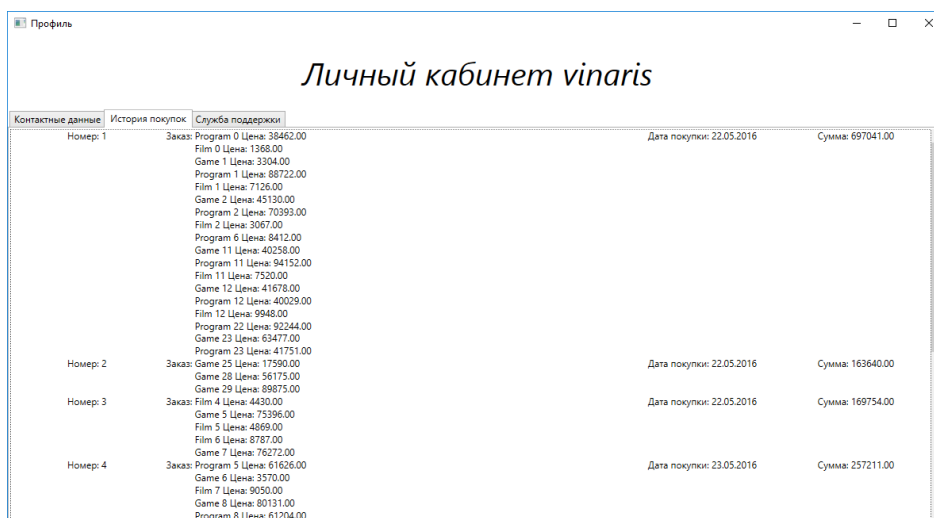 Профиль
Личный кабинет vinaris
Контактные данные История покупок Служба поддержки
Номер: 1 Заказ: Program 0 Цена: 38462.00 Дата покупки: 22.05.2016 Сумма: 697041.00
Film 0 Цена: 1368.00
Game 1 Цена: 3304.00
Program 1 Цена: 88722.00
Film 1 Цена: 7126.00
Game 2 Цена: 45130.00
Program 2 Цена: 70393.00
Film 2 Цена: 3067.00
Program 6 Цена: 8412.00
Game 11 Цена: 40258.00
Program 11 Цена: 94152.00
Film 11 Цена: 7520.00
Game 12 Цена: 41678.00
Program 12 Цена: 40029.00
Film 12 Цена: 9948.00
Program 22 Цена: 92244.00
Game 23 Цена: 63477.00
Program 23 Цена: 41751.00
Номер: 2 Заказ: Game 25 Цена: 17590.00 Дата покупки: 22.05.2016 Сумма: 163640.00
Game 28 Цена: 56175.00
Game 29 Цена: 89875.00
Номер: 3 Заказ: Film 4 Цена: 4430.00 Дата покупки: 22.05.2016 Сумма: 169754.00
Game 5 Цена: 75396.00
Film 5 Цена: 4869.00
Film 6 Цена: 8787.00
Game 7 Цена: 76272.00
Номер: 4 Заказ: Program 5 Цена: 61626.00 Дата покупки: 23.05.2016 Сумма: 257211.00
Game 6 Цена: 3570.00
Film 7 Цена: 9050.00
Game 8 Цена: 80131.00
Program 8 Цена: 61204.00